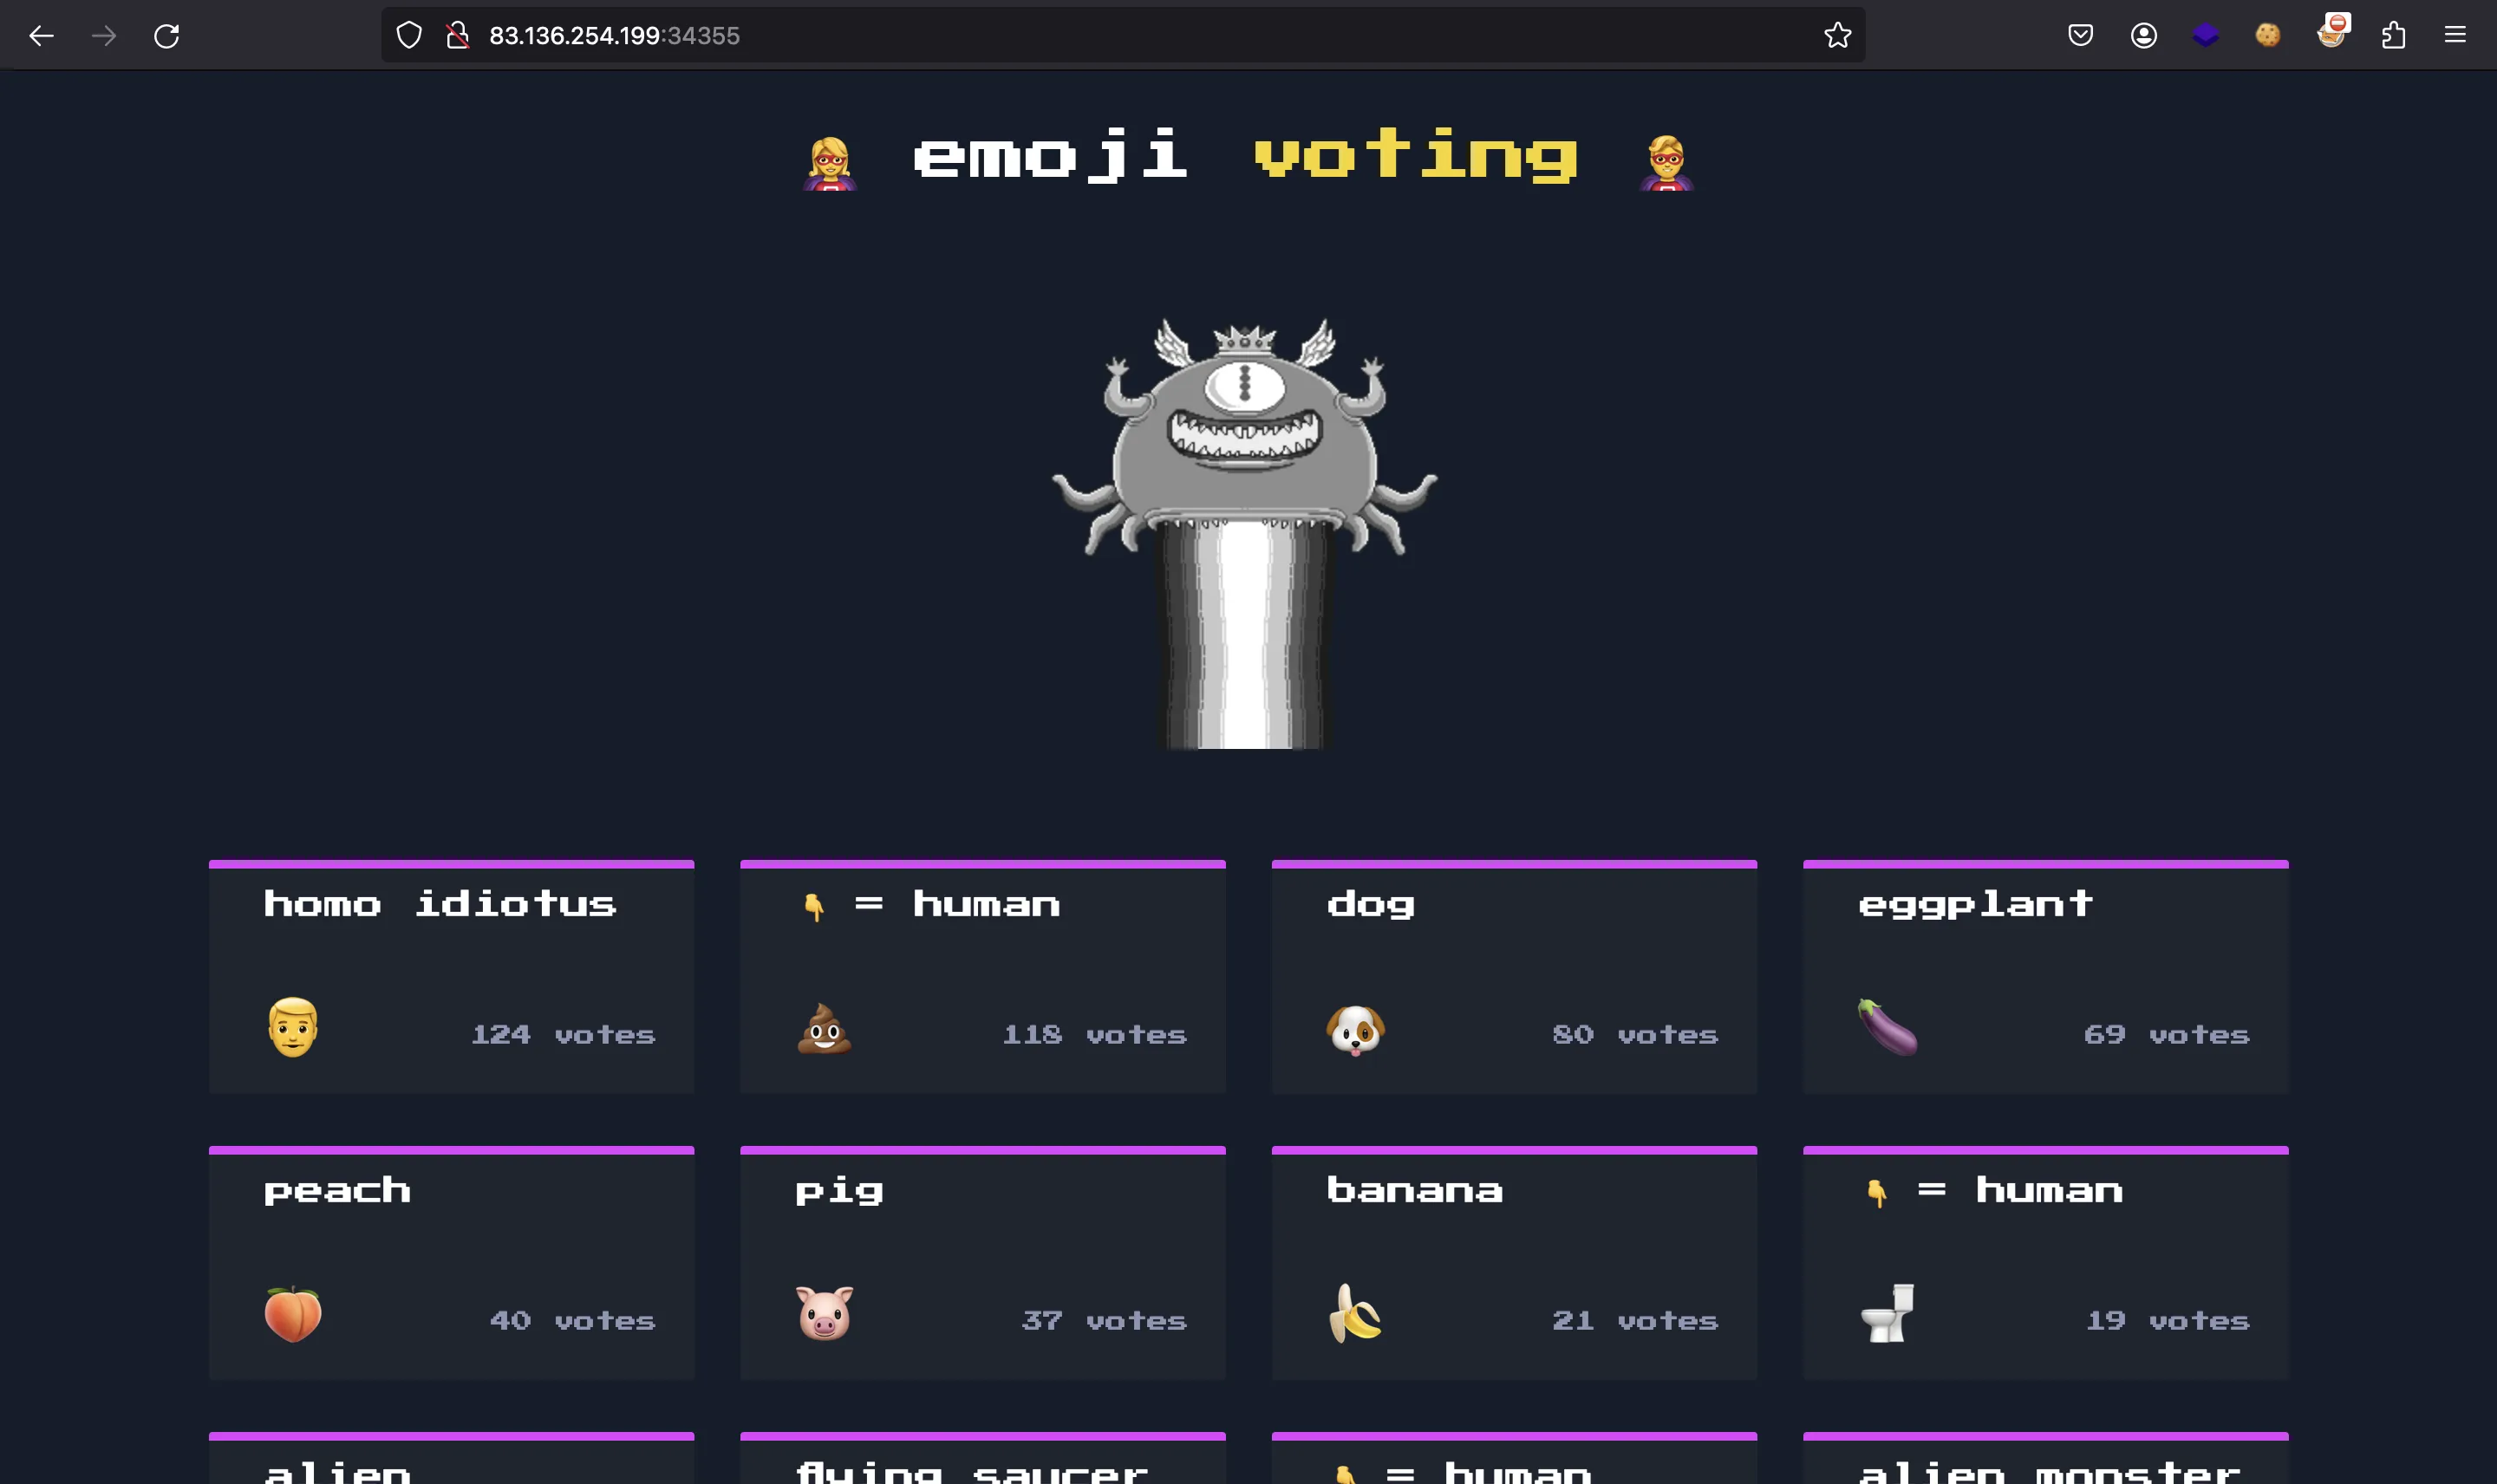 83.136.254.199:34355
emoji voting
homo idiotus
👇 = human
dog
eggplant
124 votes
118 votes
80 votes
69 votes
peach
pig
banana
👇 = human
40 votes
37 votes
21 votes
19 votes
alien
flying saucer
👇 = human
alien monster